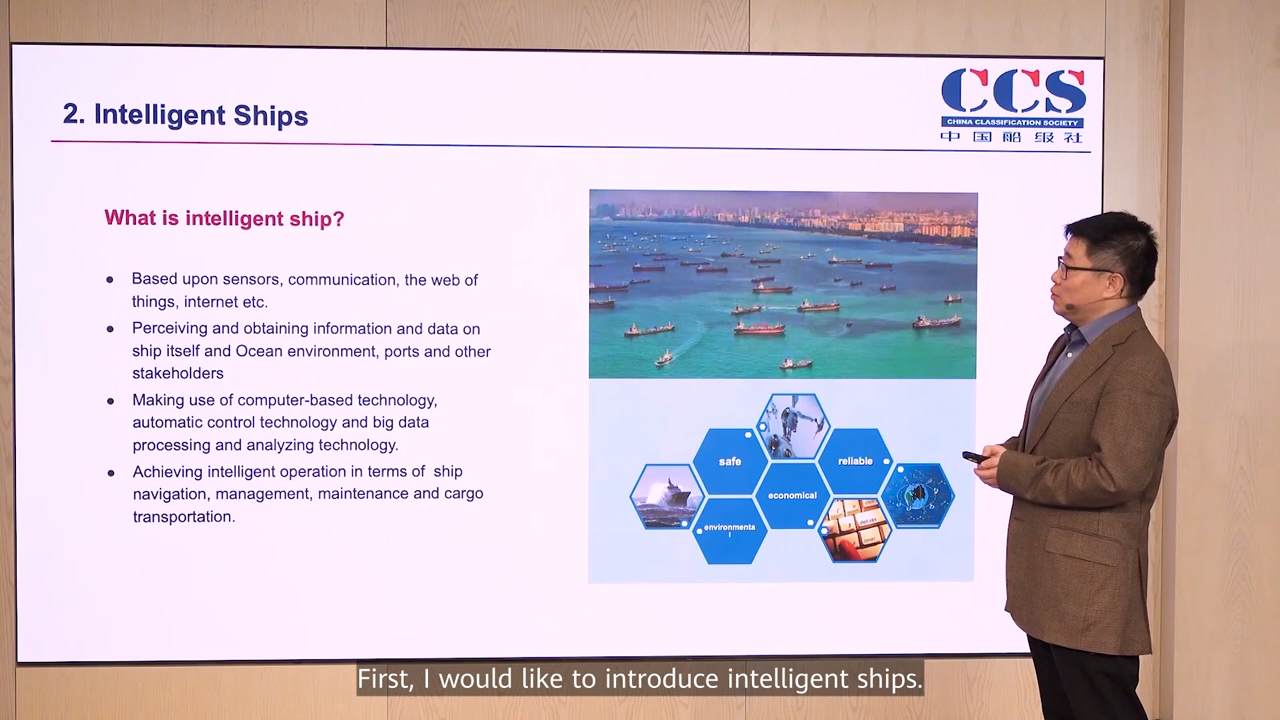 2. Intelligent Ships
CCS
CHINA CLASSIFICATION SOCIETY
中国船级社
What is intelligent ship?
● Based upon sensors, communication, the web of
things, internet etc.
● Perceiving and obtaining information and data on
ship itself and Ocean environment, ports and other
stakeholders
● Making use of computer-based technology,
automatic control technology and big data
processing and analyzing technology.
● Achieving intelligent operation in terms of ship
navigation, management, maintenance and cargo
transportation.
safe
reliable
economical
environmenta
l
First, I would like to introduce intelligent ships.